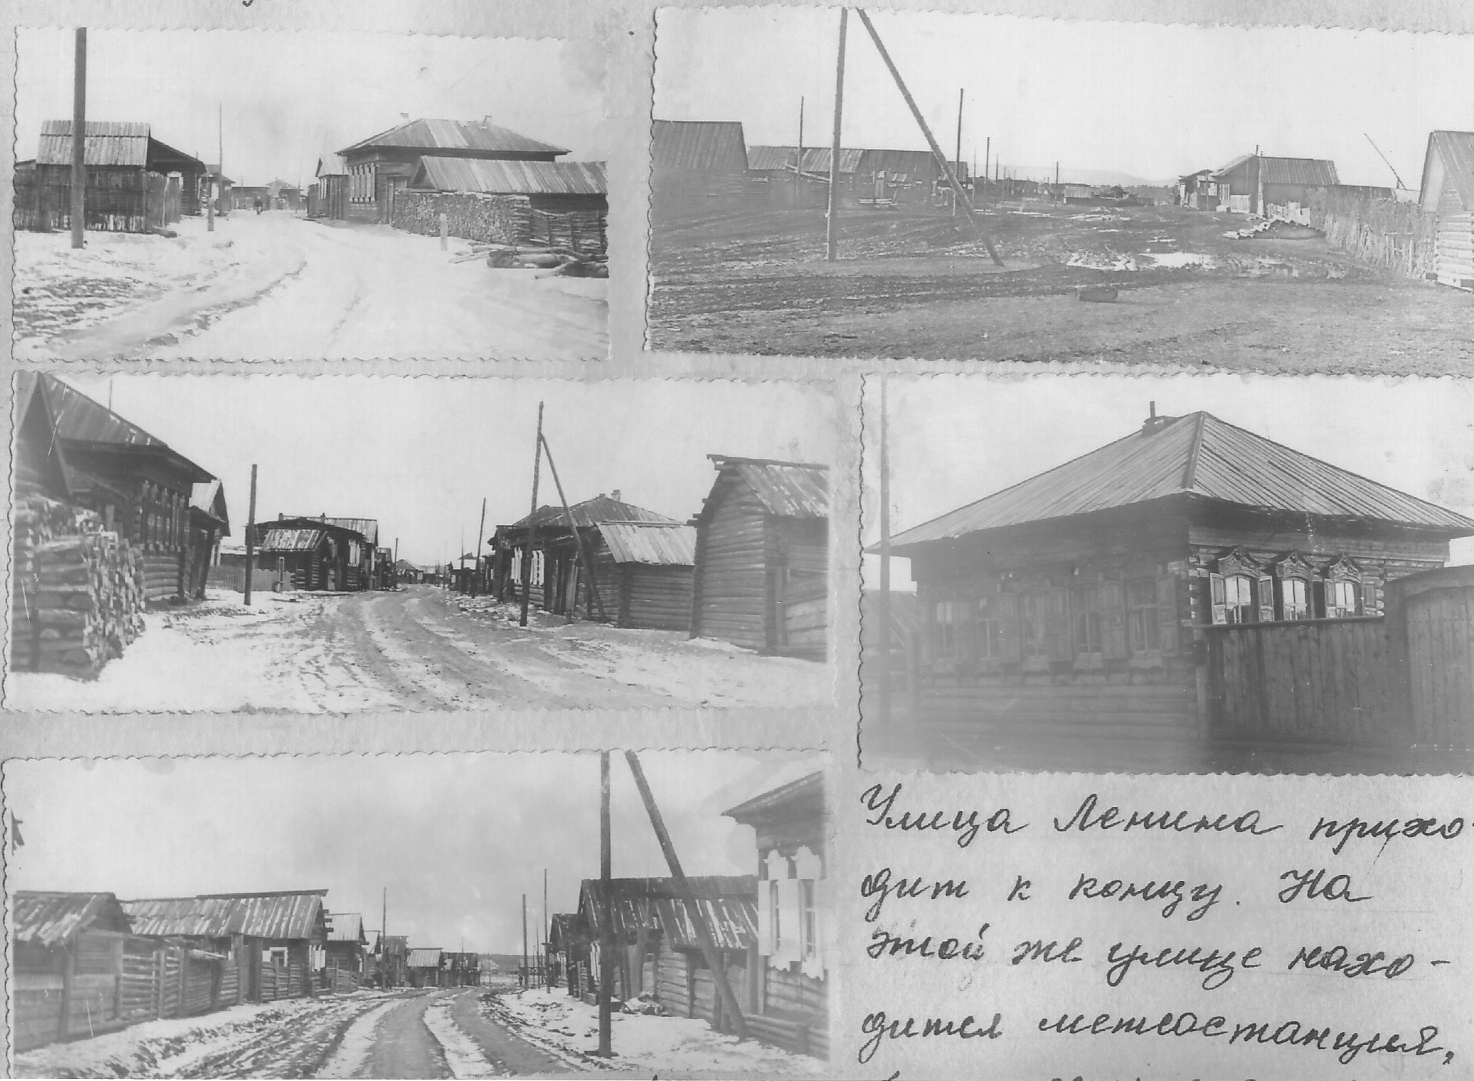 Улица Ленина прихо-
дит к концу. На
этой же улице нахо-
дится метеостанция,